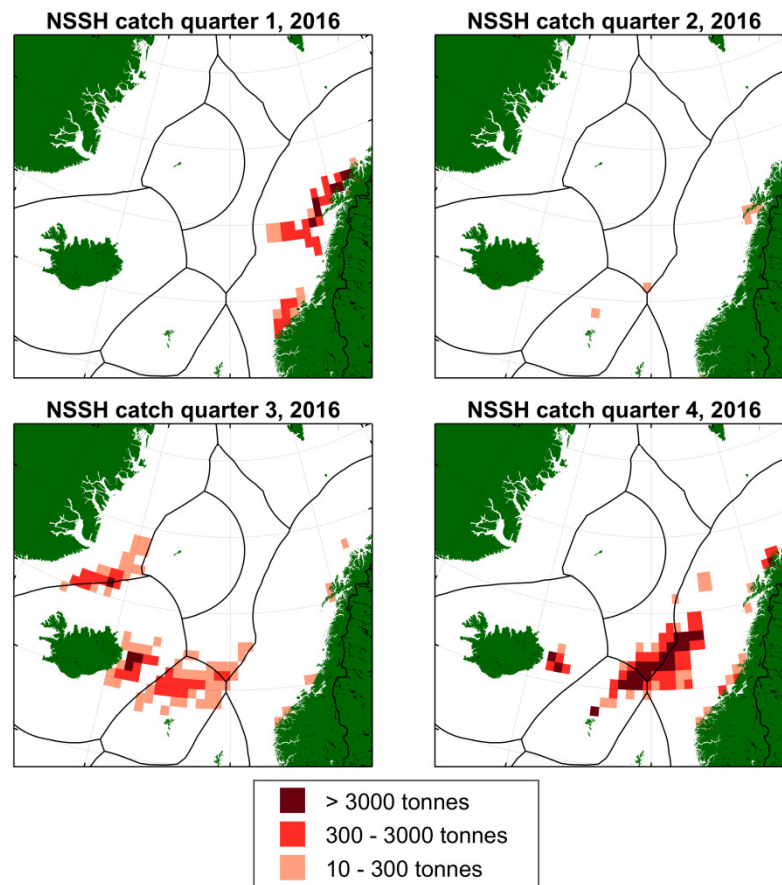 NSSH catch quarter 1, 2016
NSSH catch quarter 2, 2016
NSSH catch quarter 3, 2016
NSSH catch quarter 4, 2016
> 3000 tonnes
300 - 3000 tonnes
10 - 300 tonnes